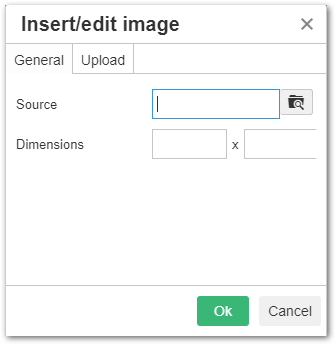 Insert/edit image
General Upload
Source
Dimensions x
Ok Cancel